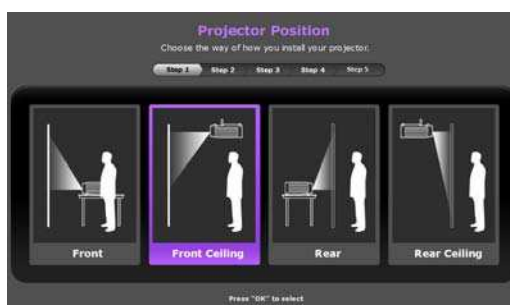 Projector Position
Choose the way of how you install your projector.
Step 1 Step 2 Step 3 Step 4 Step 5
Front Front Ceiling Rear Rear Ceiling
Press "OK" to select